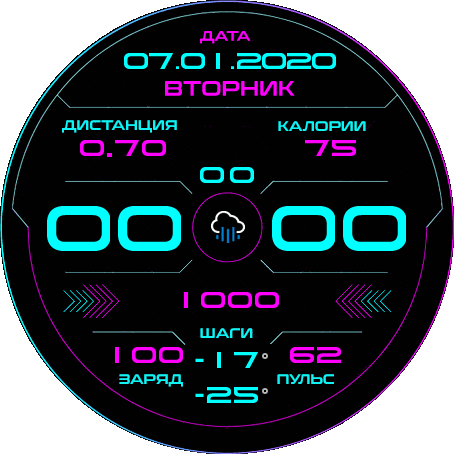 ДАТА
07.01.2020
ВТОРНИК
ДИСТАНЦИЯ КАЛОРИИ
0.70 75
00
00 00
1000
ШАГИ
100 -17° 62
ЗАРЯД ПУЛЬС
-25°